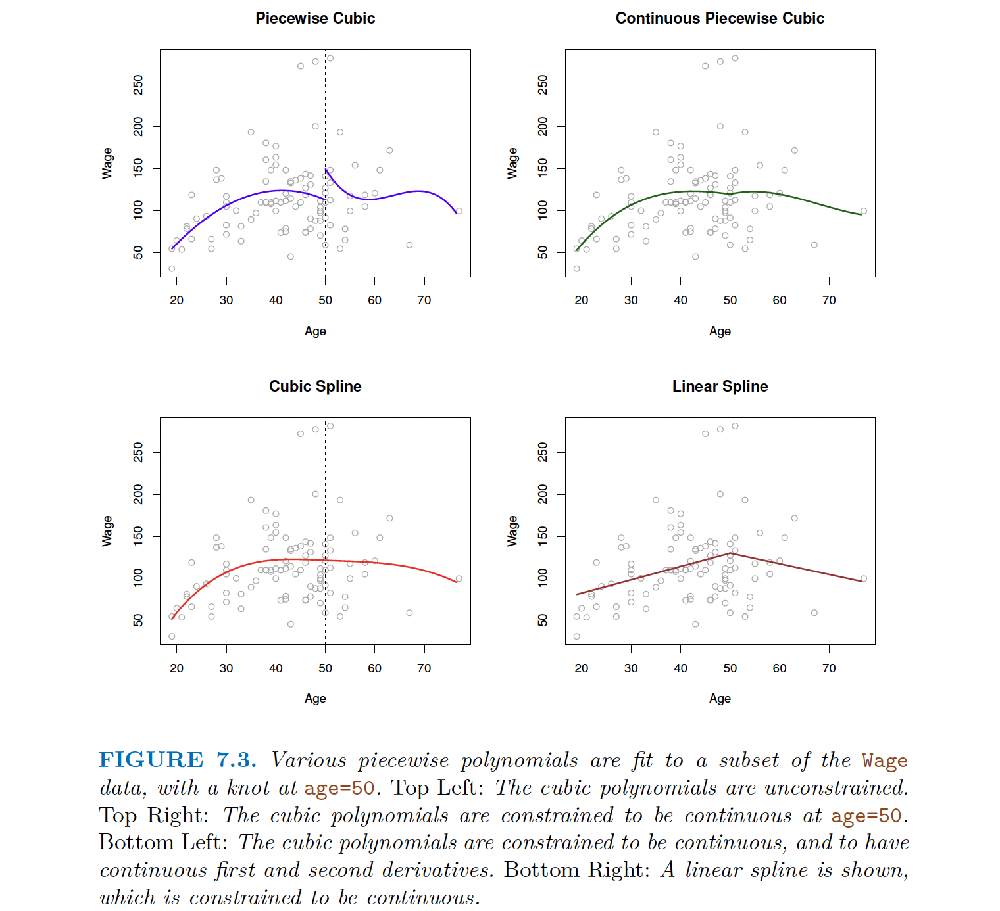 Piecewise Cubic
Continuous Piecewise Cubic
250
200
150
100
50
Wage
20 30 40 50 60 70
Age
250
200
150
100
50
Wage
20 30 40 50 60 70
Age
Cubic Spline
Linear Spline
250
200
150
100
50
Wage
20 30 40 50 60 70
Age
250
200
150
100
50
Wage
20 30 40 50 60 70
Age
FIGURE 7.3. Various piecewise polynomials are fit to a subset of the Wage
data, with a knot at age=50. Top Left: The cubic polynomials are unconstrained.
Top Right: The cubic polynomials are constrained to be continuous at age=50.
Bottom Left: The cubic polynomials are constrained to be continuous, and to have
continuous first and second derivatives. Bottom Right: A linear spline is shown,
which is constrained to be continuous.